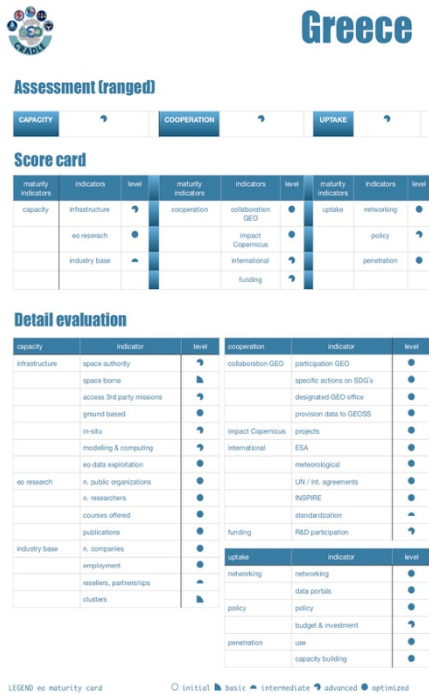 GEO
CRADLE
Greece
Assessment (ranged)
CAPACITY COOPERATION UPTAKE
Score card
maturity indicators indicators level maturity indicators indicators level maturity indicators indicators level
capacity infrastructure cooperation collaboration GEO uptake networking
eo reserach impact Copernicus policy
industry base international penetration
funding
Detail evaluation
capacity indicator level
infrastructure space authority
space borne
access 3rd party missions
ground based
in-situ
modelling & computing
eo data exploitation
eo research n. public organizations
n. researchers
courses offered
publications
industry base n. companies
employment
resellers, partnerships
clusters
cooperation indicator level
collaboration GEO participation GEO
specific actions on SDG's
designated GEO office
provision data to GEOSS
impact Copernicus projects
international ESA
meteorological
UN / Int. agreements
INSPIRE
standardization
funding R&D participation
uptake indicator level
networking networking
data portals
policy policy
budget & investment
penetration use
capacity building
LEGEND eo maturity card initial basic intermediate advanced optimized